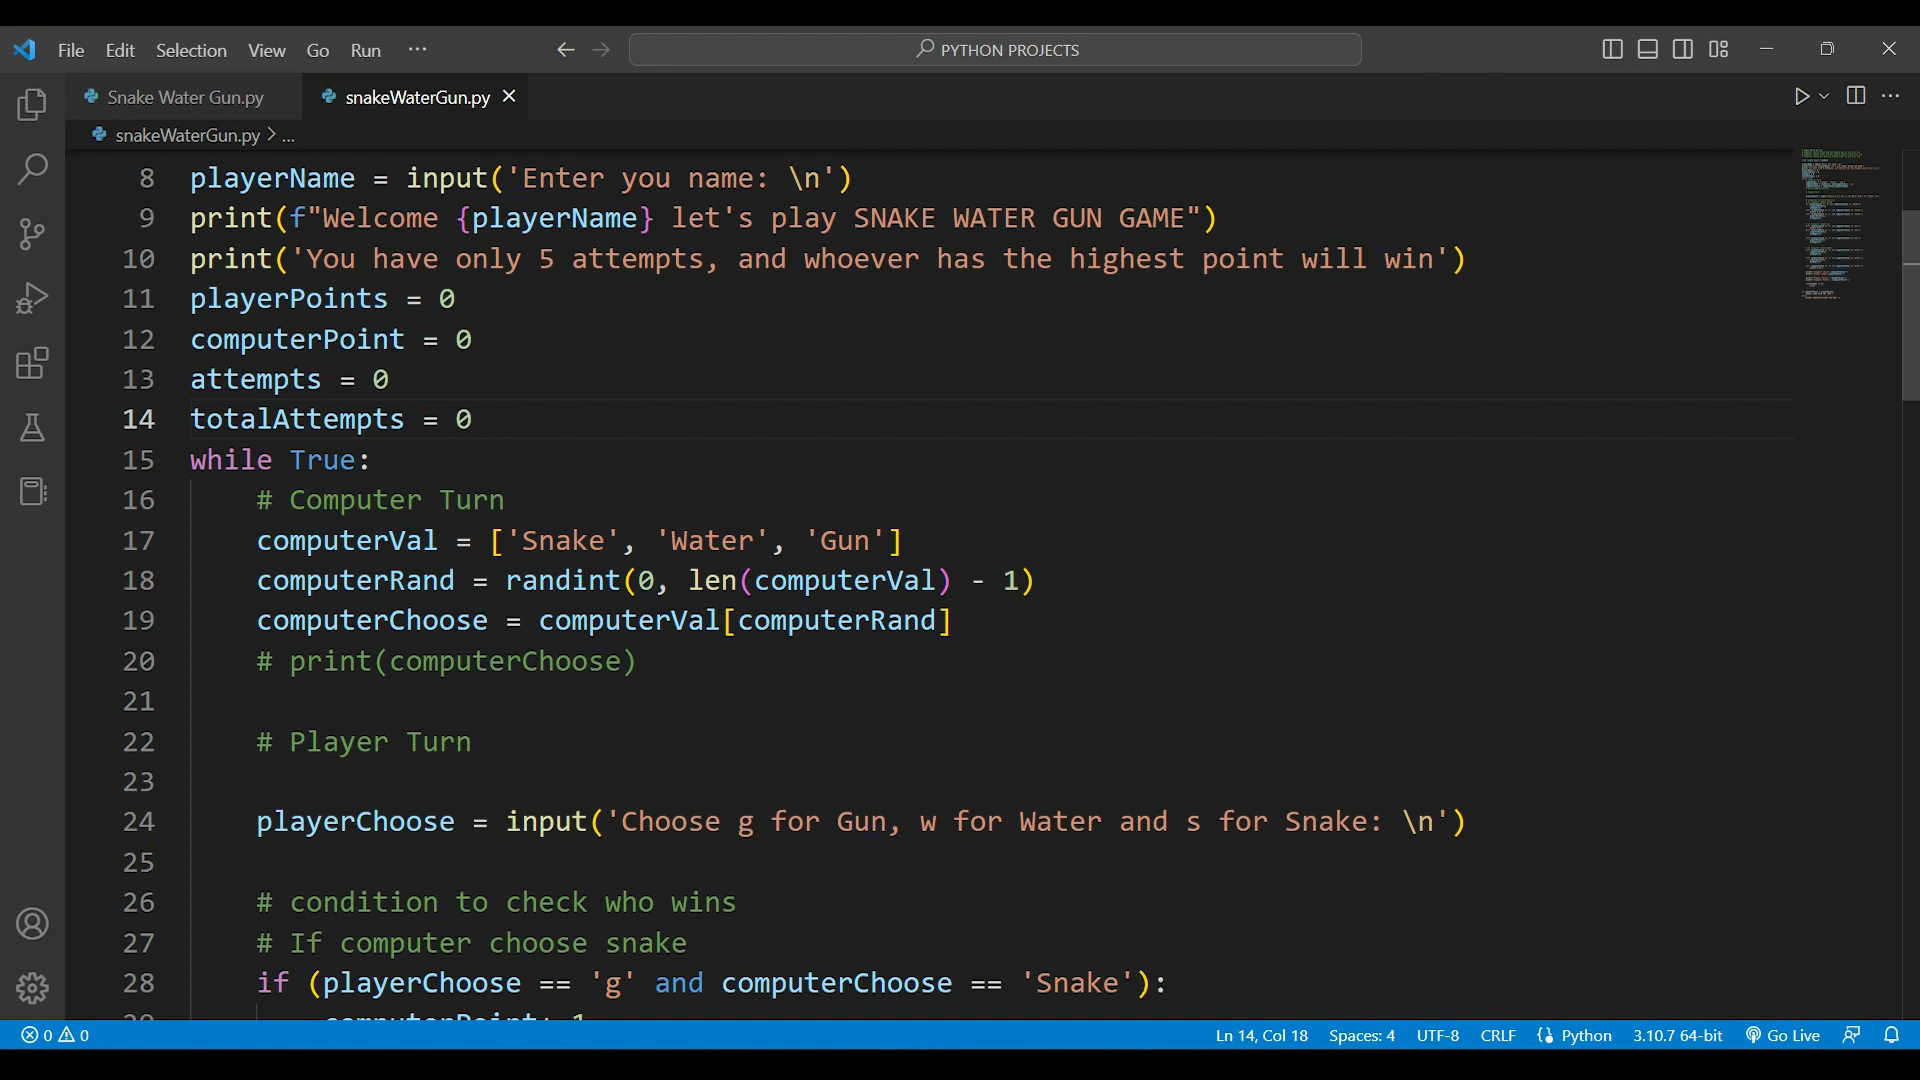 File Edit Selection View Go Run ··· PYTHON PROJECTS
Snake Water Gun.py snakeWaterGun.py
snakeWaterGun.py > ...
8 playerName = input('Enter you name: \n')
9 print(f"Welcome {playerName} let's play SNAKE WATER GUN GAME")
10 print('You have only 5 attempts, and whoever has the highest point will win')
11 playerPoints = 0
12 computerPoint = 0
13 attempts = 0
14 totalAttempts = 0
15 while True:
16 # Computer Turn
17 computerVal = ['Snake', 'Water', 'Gun']
18 computerRand = randint(0, len(computerVal) - 1)
19 computerChoose = computerVal[computerRand]
20 # print(computerChoose)
21
22 # Player Turn
23
24 playerChoose = input('Choose g for Gun, w for Water and s for Snake: \n')
25
26 # condition to check who wins
27 # If computer choose snake
28 if (playerChoose == 'g' and computerChoose == 'Snake'):
0 0 Ln 14, Col 18 Spaces: 4 UTF-8 CRLF {} Python 3.10.7 64-bit Go Live